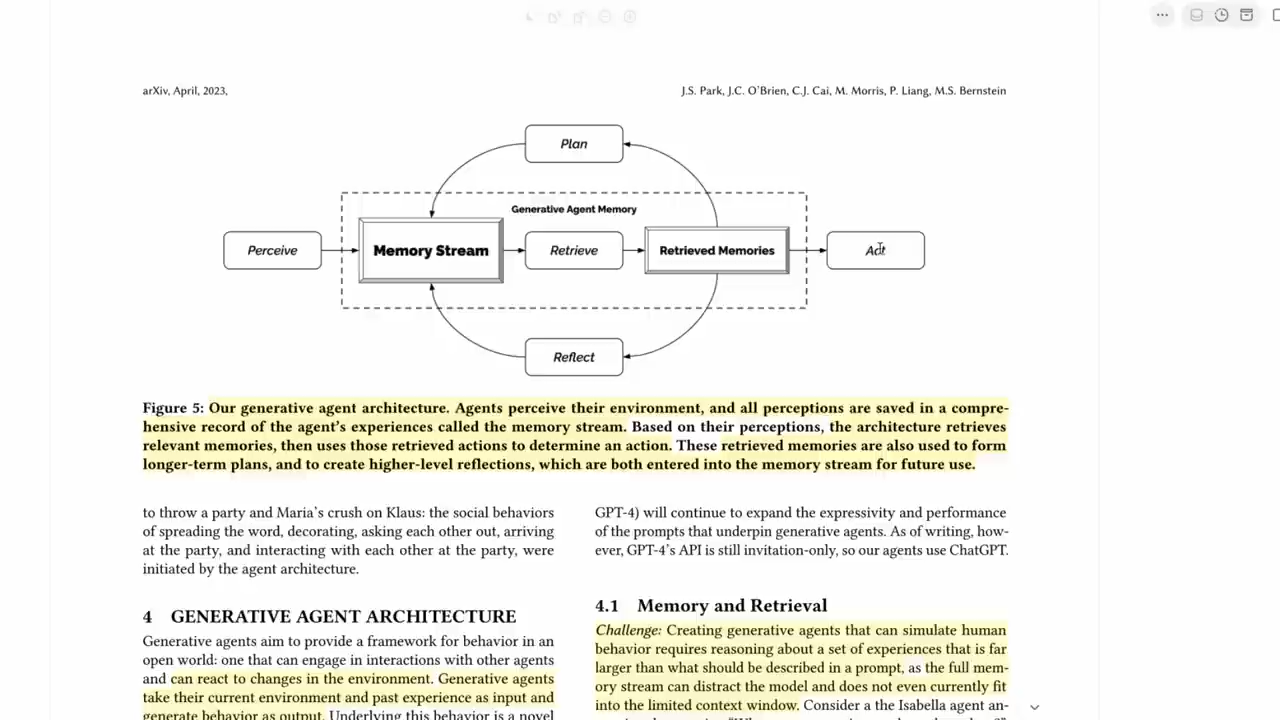 arXiv, April, 2023,
J.S. Park, J.C. O'Brien, C.J. Cai, M. Morris, P. Liang, M.S. Bernstein
Plan
Generative Agent Memory
Perceive
Memory Stream
Retrieve
Retrieved Memories
Act
Reflect
Figure 5: Our generative agent architecture. Agents perceive their environment, and all perceptions are saved in a compre-
hensive record of the agent's experiences called the memory stream. Based on their perceptions, the architecture retrieves
relevant memories, then uses those retrieved actions to determine an action. These retrieved memories are also used to form
longer-term plans, and to create higher-level reflections, which are both entered into the memory stream for future use.
to throw a party and Maria's crush on Klaus: the social behaviors
of spreading the word, decorating, asking each other out, arriving
at the party, and interacting with each other at the party, were
initiated by the agent architecture.
4 GENERATIVE AGENT ARCHITECTURE
Generative agents aim to provide a framework for behavior in an
open world: one that can engage in interactions with other agents
and can react to changes in the environment. Generative agents
take their current environment and past experience as input and
generate behavior as output. Underlying this behavior is a novel
GPT-4) will continue to expand the expressivity and performance
of the prompts that underpin generative agents. As of writing, how-
ever, GPT-4's API is still invitation-only, so our agents use ChatGPT.
4.1 Memory and Retrieval
Challenge: Creating generative agents that can simulate human
behavior requires reasoning about a set of experiences that is far
larger than what should be described in a prompt, as the full mem-
ory stream can distract the model and does not even currently fit
into the limited context window. Consider a the Isabella agent an-